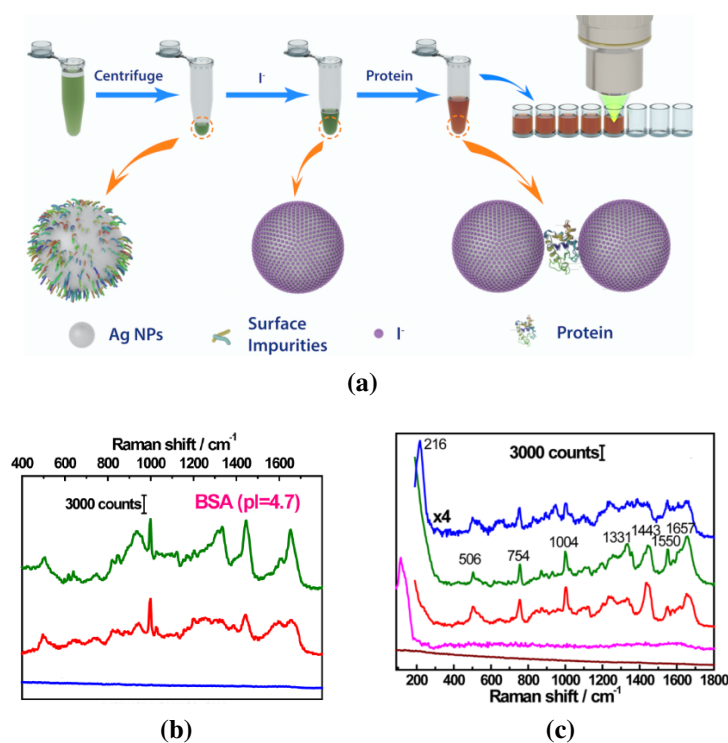 Centrifuge
I⁻
Protein
Ag NPs
Surface
Impurities
I⁻
Protein
(a)
Raman shift / cm⁻¹
400 600 800 1000 1200 1400 1600
3000 counts
BSA (pI=4.7)
(b)
216
3000 counts
x4
506
754
1004
1331
1443
1550
1657
200 400 600 800 1000 1200 1400 1600 1800
Raman shift / cm⁻¹
(c)